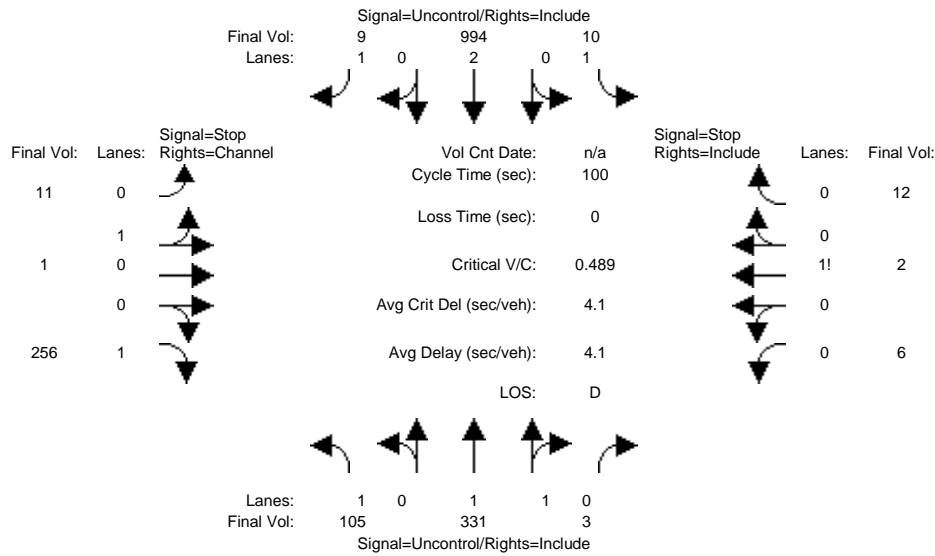 Signal=Uncontrol/Rights=Include
Final Vol: 9 994 10
Lanes: 1 0 2 0 1
Signal=Stop Signal=Stop
Final Vol: Lanes: Rights=Channel Vol Cnt Date: n/a Rights=Include Lanes: Final Vol:
Cycle Time (sec): 100
11 0 0 12
Loss Time (sec): 0
1 0
1 0 Critical V/C: 0.489 1! 2
0 Avg Crit Del (sec/veh): 4.1 0
256 1 Avg Delay (sec/veh): 4.1 0 6
LOS: D
Lanes: 1 0 1 1 0
Final Vol: 105 331 3
Signal=Uncontrol/Rights=Include